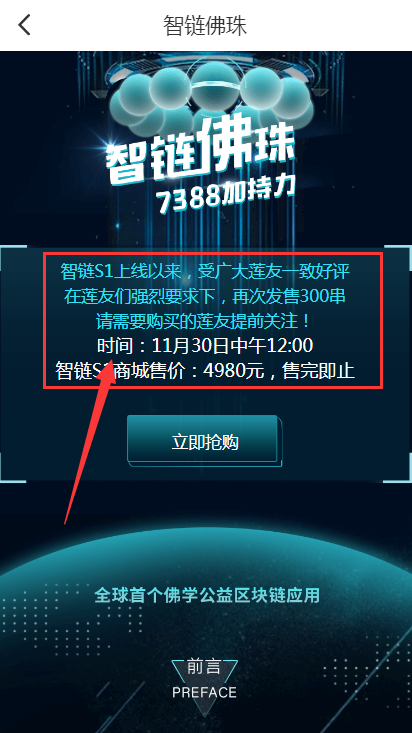 智链佛珠
智链佛珠
7388加持力
智链S1上线以来，受广大莲友一致好评
在莲友们强烈要求下，再次发售300串
请需要购买的莲友提前关注！
时间：11月30日中午12:00
智链S1商城售价：4980元，售完即止
立即抢购
全球首个佛学公益区块链应用
前言
PREFACE